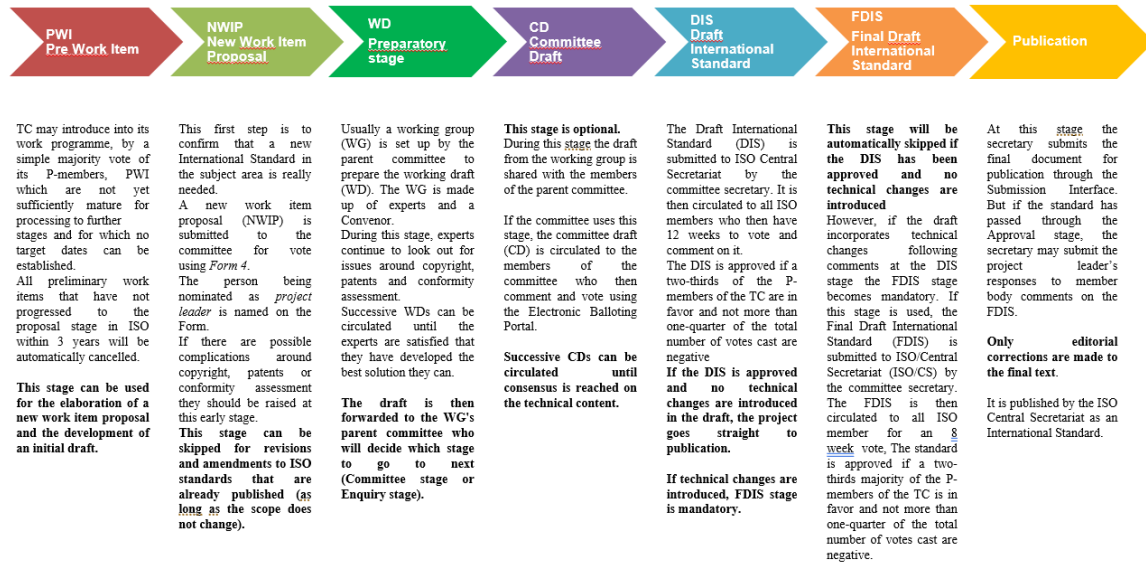 PWI
Pre Work Item
NWIP
New Work Item
Proposal
WD
Preparatory
stage
CD
Committee
Draft
DIS
Draft
International
Standard
FDIS
Final Draft
International
Standard
Publication
TC may introduce into its
work programme, by a
simple majority vote of
its P-members, PWI
which are not yet
sufficiently mature for
processing to further
stages and for which no
target dates can be
established.
All preliminary work
items that have not
progressed to the
proposal stage in ISO
within 3 years will be
automatically cancelled.
This stage can be used
for the elaboration of a
new work item proposal
and the development of
an initial draft.
This first step is to
confirm that a new
International Standard in
the subject area is really
needed.
A new work item
proposal (NWIP) is
submitted to the
committee for vote
using Form 4.
The person being
nominated as project
leader is named on the
Form.
If there are possible
complications around
copyright, patents or
conformity assessment
they should be raised at
this early stage.
This stage can be
skipped for revisions
and amendments to ISO
standards that are
already published (as
long as the scope does
not change).
Usually a working group
(WG) is set up by the
parent committee to
prepare the working draft
(WD). The WG is made
up of experts and a
Convenor.
During this stage, experts
continue to look out for
issues around copyright,
patents and conformity
assessment.
Successive WDs can be
circulated until the
experts are satisfied that
they have developed the
best solution they can.
The draft is then
forwarded to the WG's
parent committee who
will decide which stage
to go to next
(Committee stage or
Enquiry stage).
This stage is optional.
During this stage the draft
from the working group is
shared with the members
of the parent committee.
If the committee uses this
stage, the committee draft
(CD) is circulated to the
members of the
committee who then
comment and vote using
the Electronic Balloting
Portal.
Successive CDs can be
circulated until
consensus is reached on
the technical content.
The Draft International
Standard (DIS) is
submitted to ISO Central
Secretariat by the
committee secretary. It is
then circulated to all ISO
members who then have
12 weeks to vote and
comment on it.
The DIS is approved if a
two-thirds of the P-
members of the TC are in
favor and not more than
one-quarter of the total
number of votes cast are
negative
If the DIS is approved
and no technical
changes are introduced
in the draft, the project
goes straight to
publication.
If technical changes are
introduced, FDIS stage
is mandatory.
This stage will be
automatically skipped if
the DIS has been
approved and no
technical changes are
introduced
However, if the draft
incorporates technical
changes following
comments at the DIS
stage the FDIS stage
becomes mandatory. If
this stage is used, the
Final Draft International
Standard (FDIS) is
submitted to ISO/Central
Secretariat (ISO/CS) by
the committee secretary.
The FDIS is then
circulated to all ISO
member for an 8
week vote, The standard
is approved if a two-
thirds majority of the P-
members of the TC is in
favor and not more than
one-quarter of the total
number of votes cast are
negative.
At this stage the
secretary submits the
final document for
publication through the
Submission Interface.
But if the standard has
passed through the
Approval stage, the
secretary may submit the
project leader's
responses to member
body comments on the
FDIS.
Only editorial
corrections are made to
the final text.
It is published by the ISO
Central Secretariat as an
International Standard.